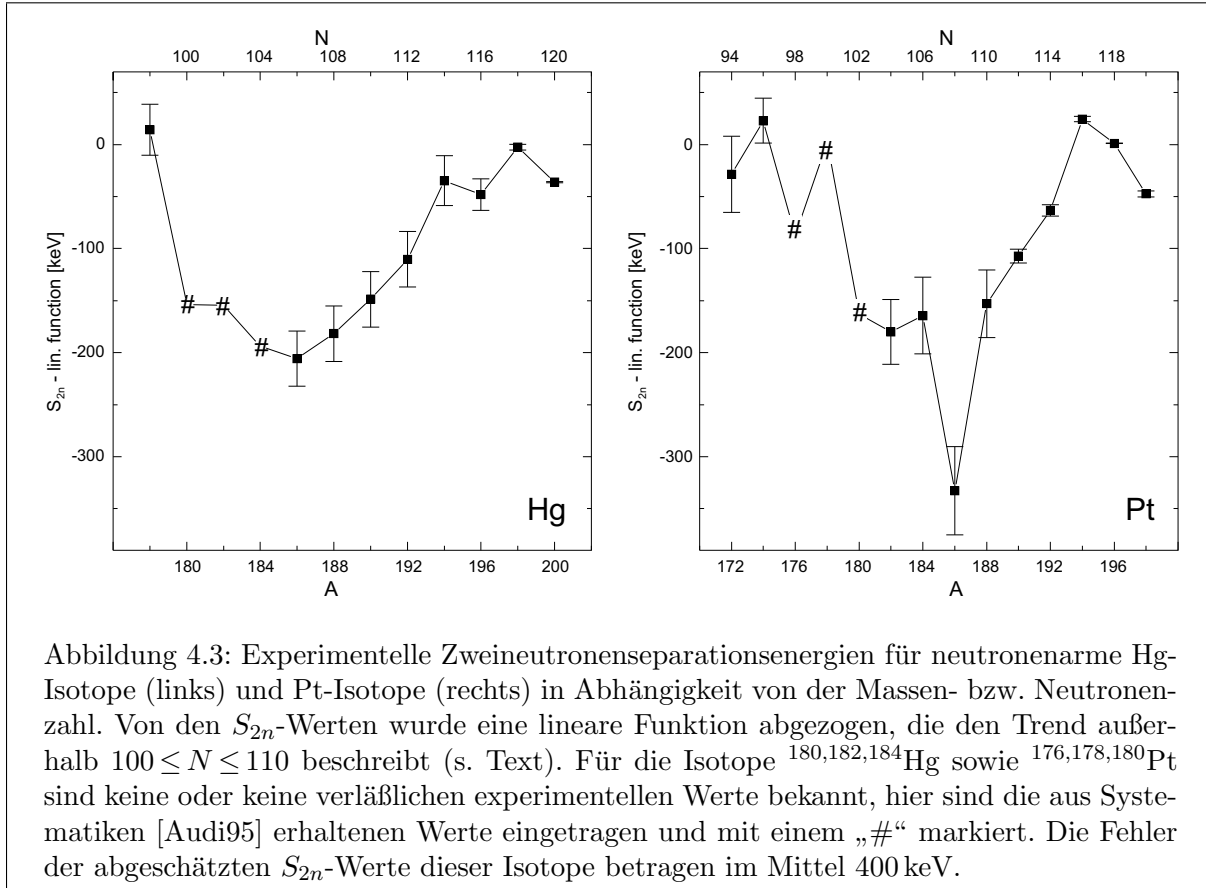 N
100 104 108 112 116 120
0
-100
-200
-300
S₂ₙ - lin. function [keV]
# # #
Hg
180 184 188 192 196 200
A
N
94 98 102 106 110 114 118
0
-100
-200
-300
S₂ₙ - lin. function [keV]
# # #
Pt
172 176 180 184 188 192 196
A
Abbildung 4.3: Experimentelle Zweineutronenseparationsenergien für neutronenarme Hg-
Isotope (links) und Pt-Isotope (rechts) in Abhängigkeit von der Massen- bzw. Neutronen-
zahl. Von den S₂ₙ-Werten wurde eine lineare Funktion abgezogen, die den Trend außer-
halb 100 ≤ N ≤ 110 beschreibt (s. Text). Für die Isotope ¹⁸⁰,¹⁸²,¹⁸⁴Hg sowie ¹⁷⁶,¹⁷⁸,¹⁸⁰Pt
sind keine oder keine verläßlichen experimentellen Werte bekannt, hier sind die aus Syste-
matiken [Audi95] erhaltenen Werte eingetragen und mit einem „#“ markiert. Die Fehler
der abgeschätzten S₂ₙ-Werte dieser Isotope betragen im Mittel 400 keV.